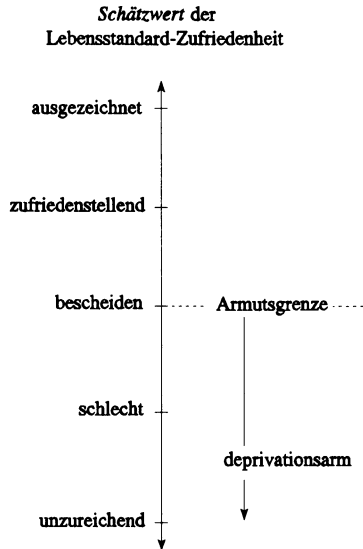 Schätzwert der
Lebensstandard-Zufriedenheit
ausgezeichnet
zufriedenstellend
bescheiden
Armutsgrenze
schlecht
deprivationsarm
unzureichend